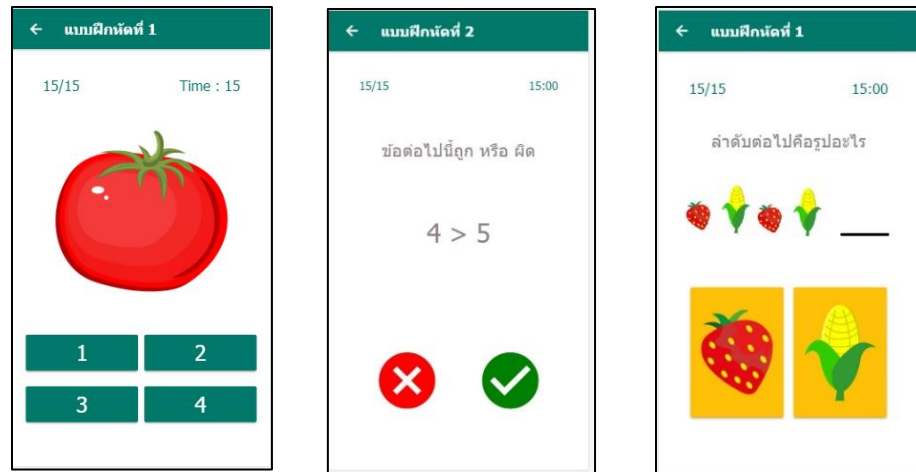 ← แบบฝึกหัดที่ 1
15/15 Time : 15
1 2
3 4
← แบบฝึกหัดที่ 2
15/15 15:00
ข้อต่อไปนี้ถูก หรือ ผิด
4 > 5
← แบบฝึกหัดที่ 1
15/15 15:00
ลำดับต่อไปคือรูปอะไร